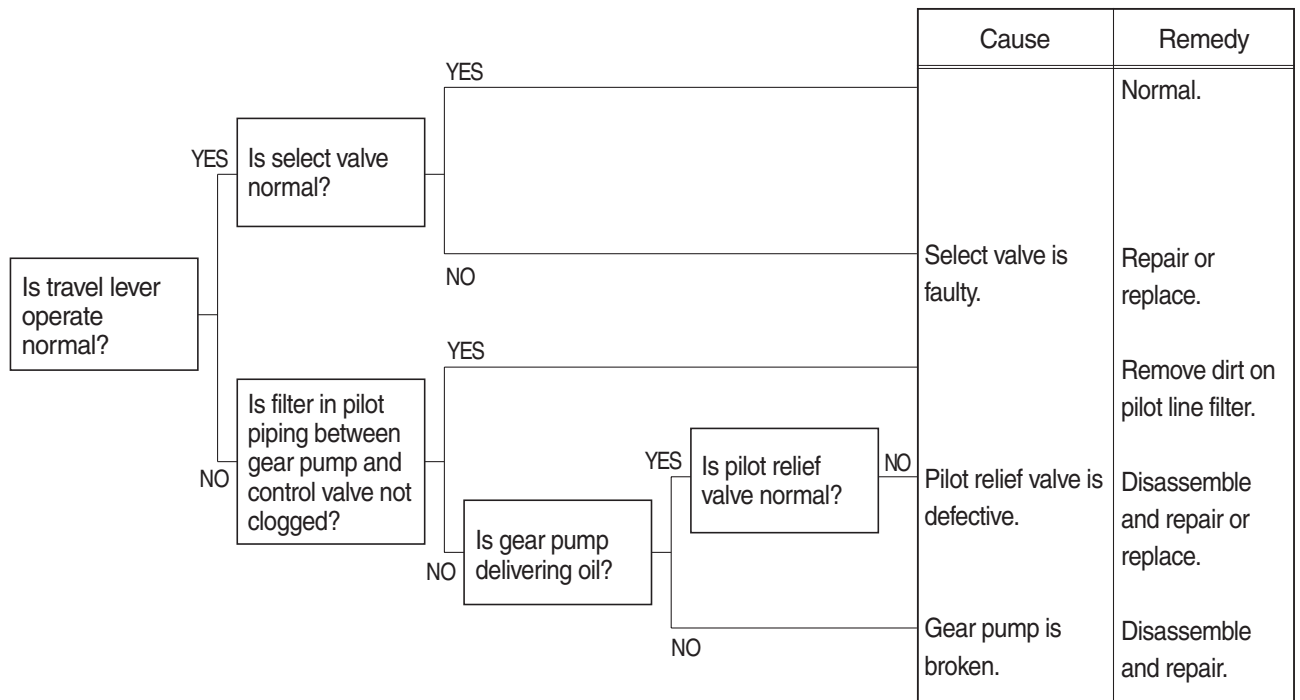 Cause
Remedy
YES
Normal.
YES
Is select valve
normal?
NO
Select valve is
faulty.
Repair or
replace.
Is travel lever
operate
normal?
YES
Remove dirt on
pilot line filter.
NO
Is filter in pilot
piping between
gear pump and
control valve not
clogged?
YES
Is pilot relief
valve normal?
NO
Pilot relief valve is
defective.
Disassemble
and repair or
replace.
NO
Is gear pump
delivering oil?
NO
Gear pump is
broken.
Disassemble
and repair.